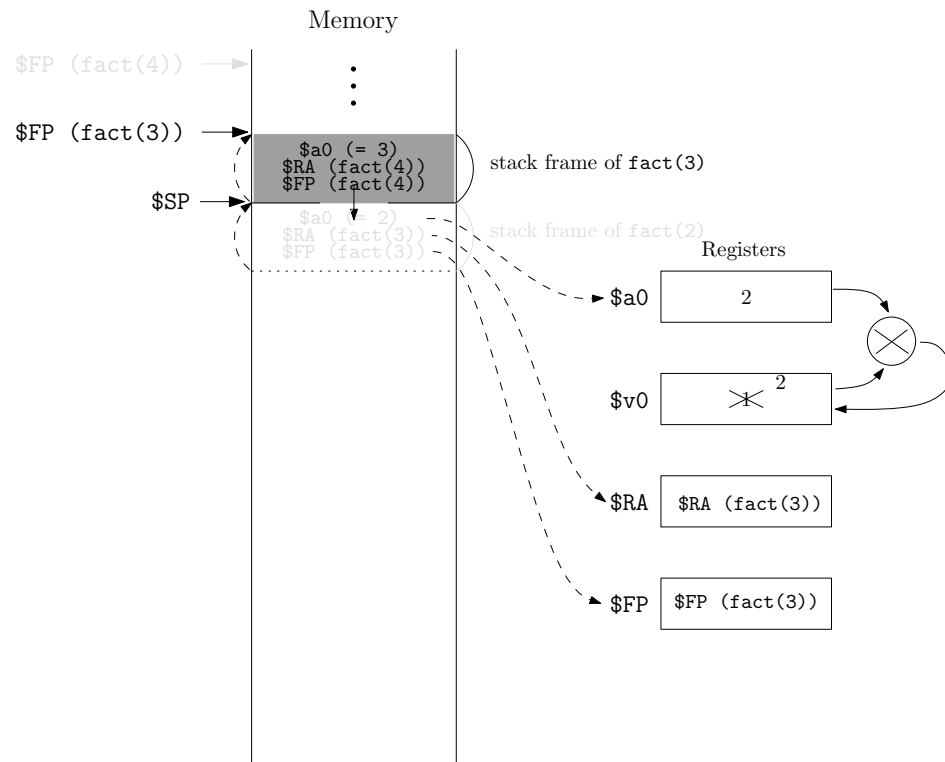 Memory
$FP (fact(4))
$FP (fact(3))
$a0 (= 3)
$RA (fact(4))
$FP (fact(4))
stack frame of fact(3)
$SP
$a0 (= 2)
$RA (fact(3))
$FP (fact(3))
stack frame of fact(2)
Registers
$a0
2
$v0
1
2
$RA
$RA (fact(3))
$FP
$FP (fact(3))